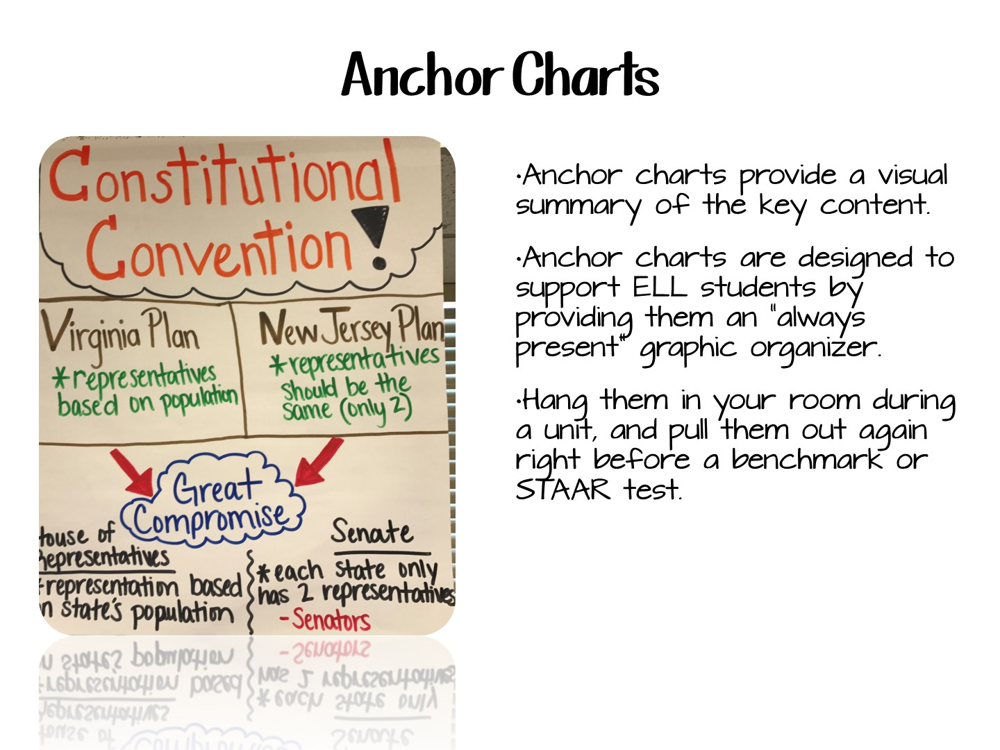 Anchor Charts
Constitutional
Convention!
Virginia Plan
*representatives
based on population
New Jersey Plan
*representatives
should be the
same (only 2)
Great
Compromise
House of
Representatives
*representation based
on state's population
Senate
*each state only
has 2 representatives
-Senators
•Anchor charts provide a visual
summary of the key content.
•Anchor charts are designed to
support ELL students by
providing them an "always
present" graphic organizer.
•Hang them in your room during
a unit, and pull them out again
right before a benchmark or
STAAR test.